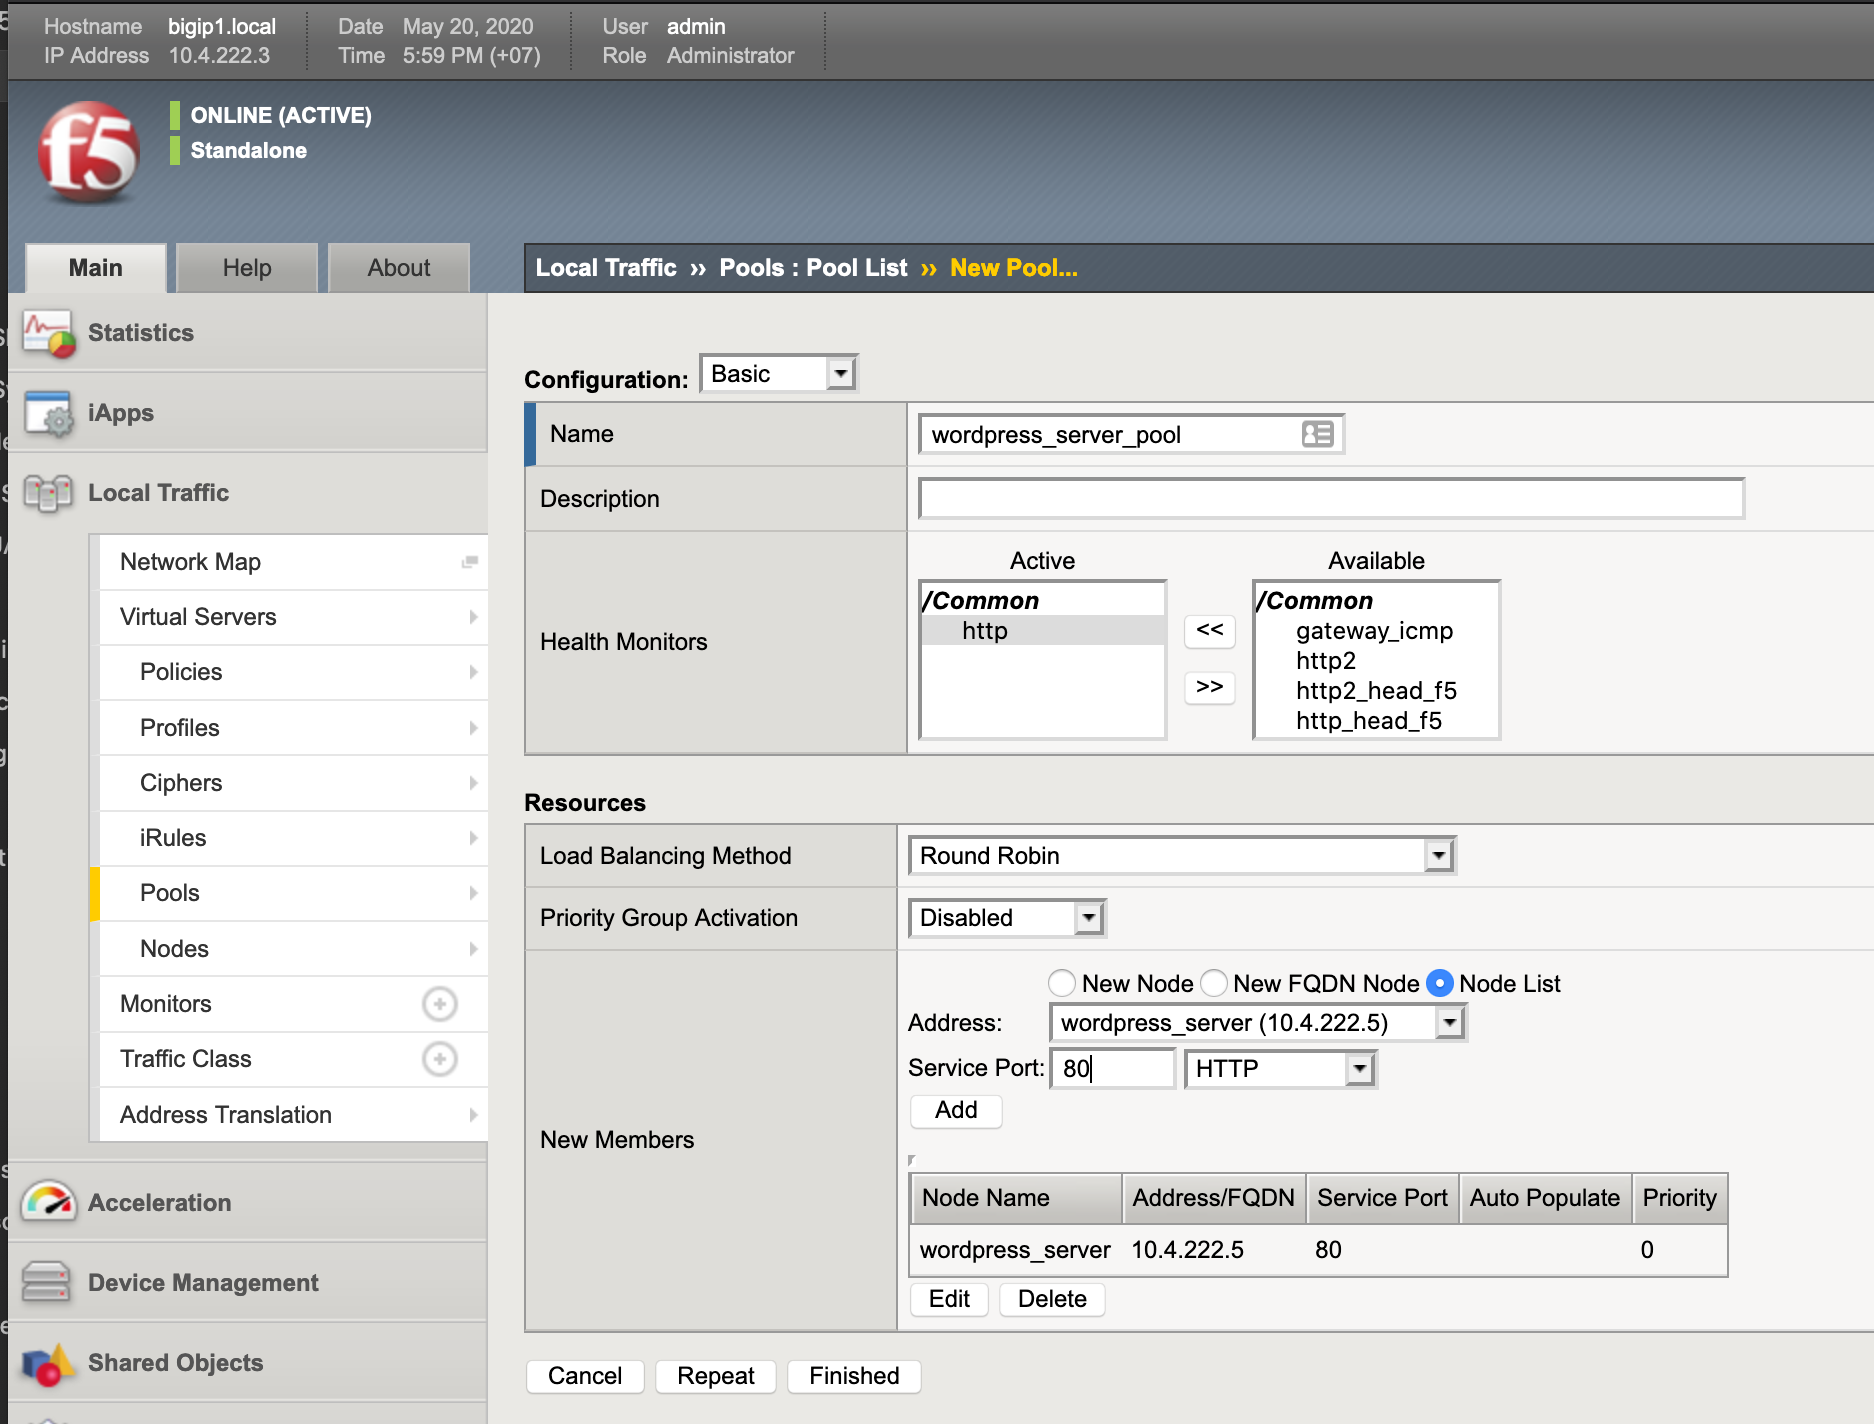 Hostname bigip1.local Date May 20, 2020 User admin
IP Address 10.4.222.3 Time 5:59 PM (+07) Role Administrator
f5
ONLINE (ACTIVE)
Standalone
Main Help About
Local Traffic ›› Pools : Pool List ›› New Pool...
Statistics
iApps
Local Traffic
Network Map
Virtual Servers
Policies
Profiles
Ciphers
iRules
Pools
Nodes
Monitors
Traffic Class
Address Translation
Acceleration
Device Management
Shared Objects
Configuration: Basic
Name wordpress_server_pool
Description
Health Monitors
Active
/Common
http
<<
>>
Available
/Common
gateway_icmp
http2
http2_head_f5
http_head_f5
Resources
Load Balancing Method Round Robin
Priority Group Activation Disabled
New Members
New Node New FQDN Node Node List
Address: wordpress_server (10.4.222.5)
Service Port: 80 HTTP
Add
Node Name Address/FQDN Service Port Auto Populate Priority
wordpress_server 10.4.222.5 80 0
Edit Delete
Cancel Repeat Finished